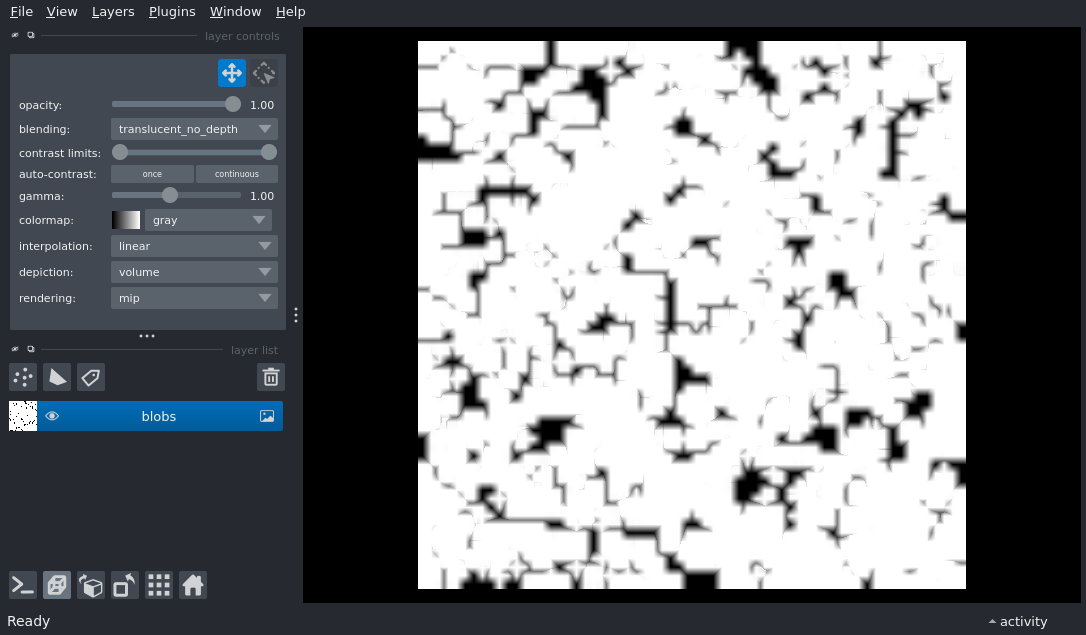 File View Layers Plugins Window Help
layer controls
opacity: 1.00
blending: translucent_no_depth
contrast limits:
auto-contrast: once continuous
gamma: 1.00
colormap: gray
interpolation: linear
depiction: volume
rendering: mip
layer list
blobs
Ready activity